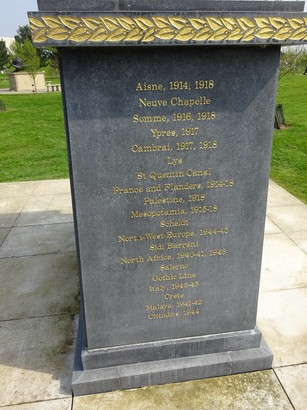 Aisne, 1914, 1918
Neuve Chapelle
Somme, 1916, 1918
Ypres, 1917
Cambrai, 1917, 1918
Lys
St Quentin Canal
France and Flanders, 1914-18
Palestine, 1918
Mesopotamia, 1915-18
Scheldt
North-West Europe, 1944-45
Sidi Barrani
North Africa, 1940-41, 1943
Salerno
Gothic Line
Italy, 1943-45
Crete
Malaya, 1941-42
Chindits 1944